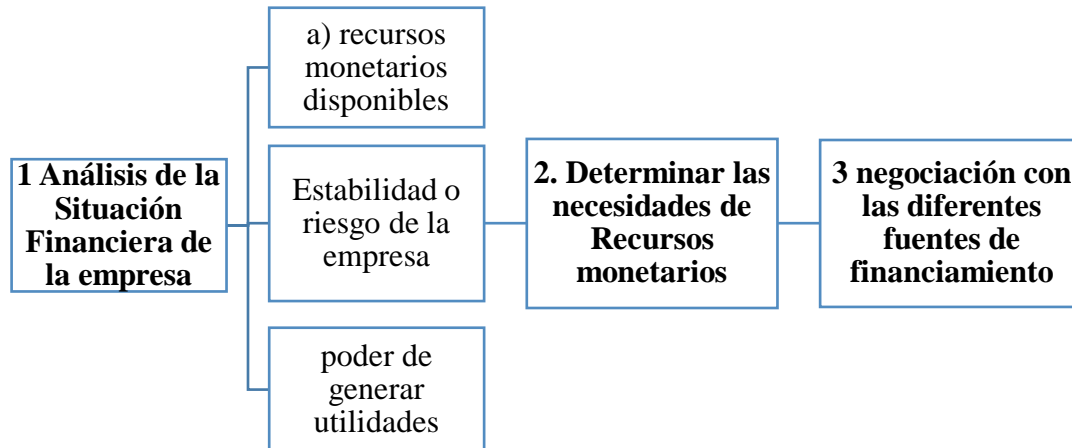 1 Análisis de la
Situación
Financiera de
la empresa
a) recursos
monetarios
disponibles
Estabilidad o
riesgo de la
empresa
poder de
generar
utilidades
2. Determinar las
necesidades de
Recursos
monetarios
3 negociación con
las diferentes
fuentes de
financiamiento